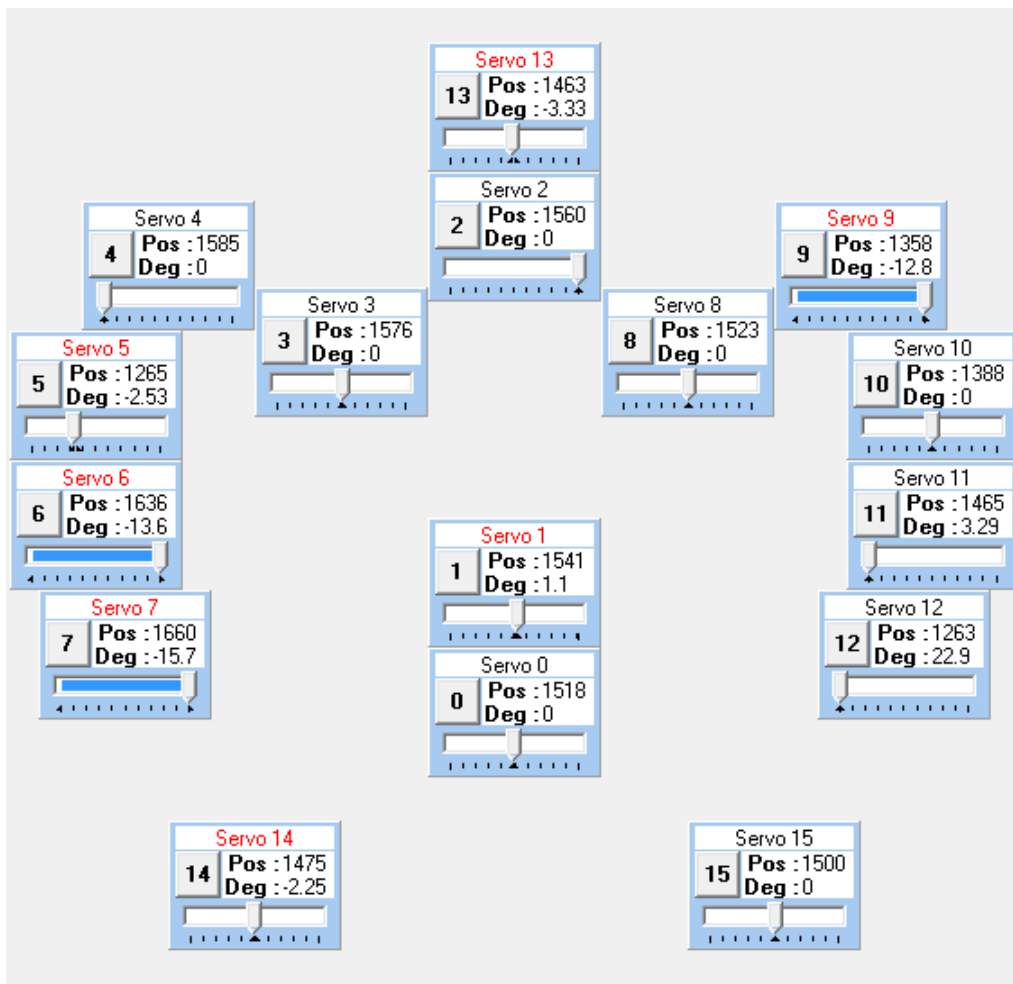 Servo 13
13 Pos :1463
Deg :-3.33
Servo 2
2 Pos :1560
Deg :0
Servo 4
4 Pos :1585
Deg :0
Servo 9
9 Pos :1358
Deg :-12.8
Servo 3
3 Pos :1576
Deg :0
Servo 8
8 Pos :1523
Deg :0
Servo 5
5 Pos :1265
Deg :-2.53
Servo 10
10 Pos :1388
Deg :0
Servo 6
6 Pos :1636
Deg :-13.6
Servo 11
11 Pos :1465
Deg :3.29
Servo 1
1 Pos :1541
Deg :1.1
Servo 7
7 Pos :1660
Deg :-15.7
Servo 12
12 Pos :1263
Deg :22.9
Servo 0
0 Pos :1518
Deg :0
Servo 14
14 Pos :1475
Deg :-2.25
Servo 15
15 Pos :1500
Deg :0